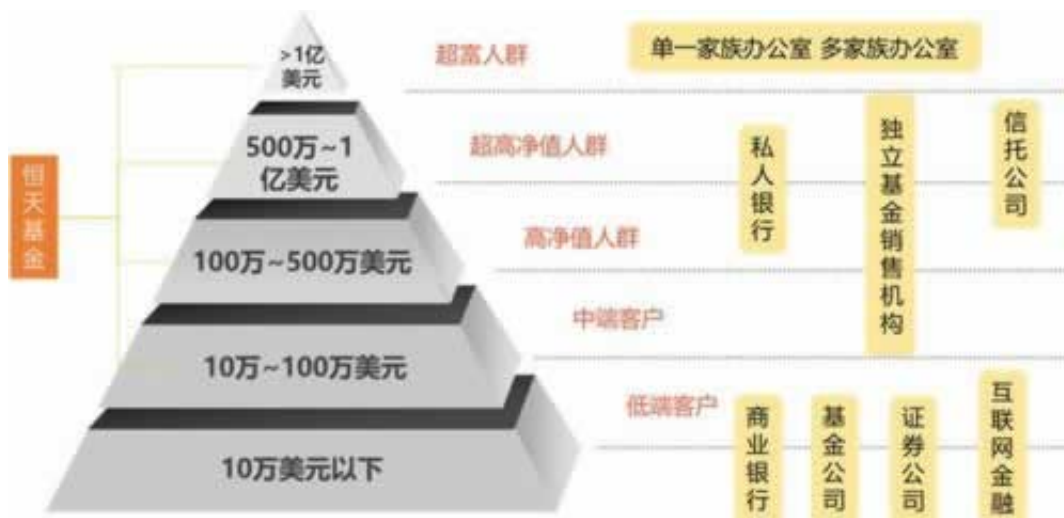 >1亿
美元
超富人群
单一家族办公室 多家族办公室
500万~1
亿美元
超高净值人群
私人银行
独立基金销售机构
信托公司
恒天基金
100万~500万美元
高净值人群
10万~100万美元
中端客户
10万美元以下
低端客户
商业银行
基金公司
证券公司
互联网金融